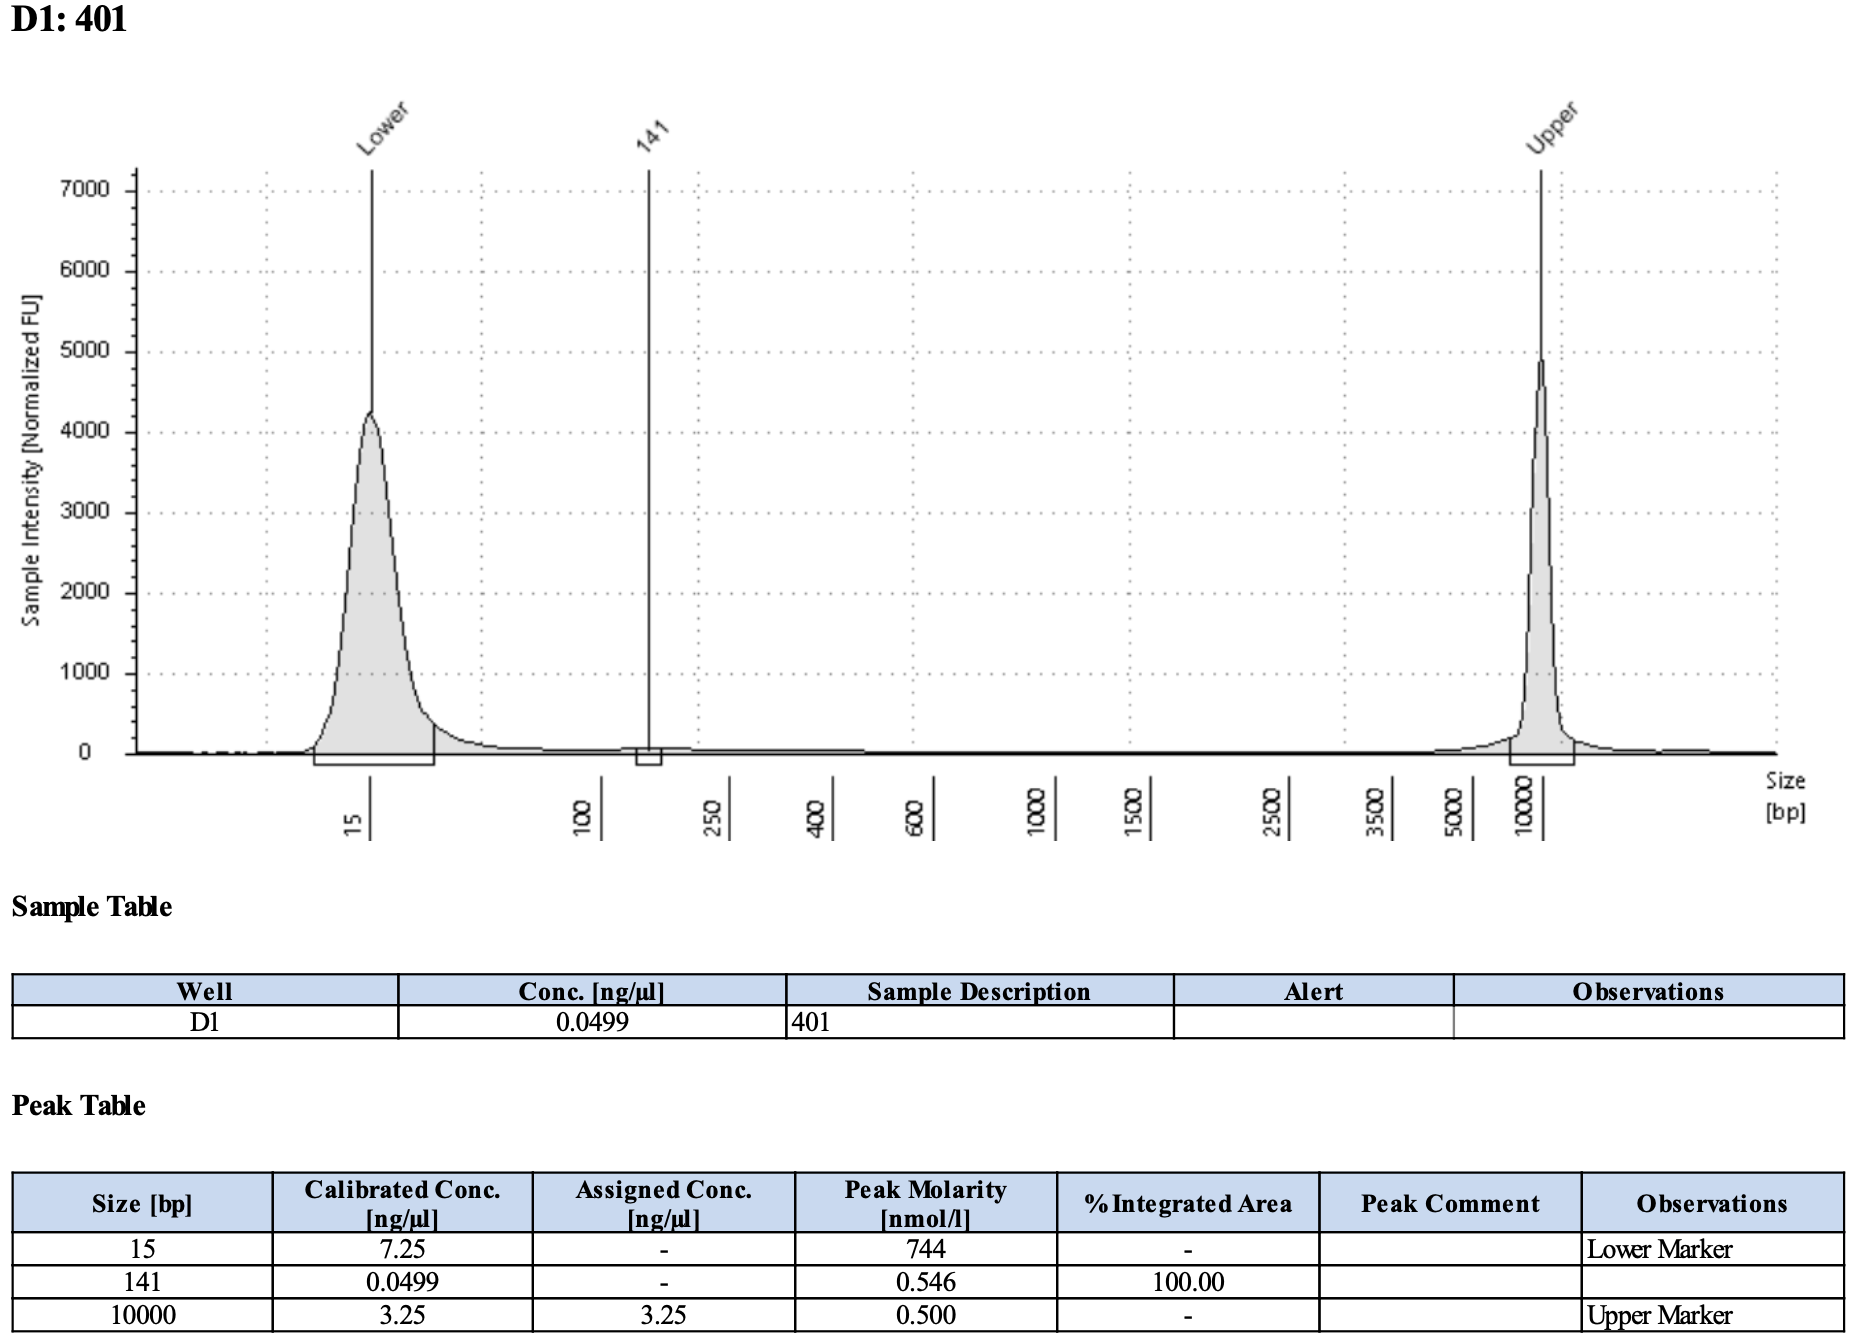 D1: 401
Lower
141
Upper
7000
6000
5000
4000
3000
2000
1000
0
Sample Intensity [Normalized FU]
15
100
250
400
600
1000
1500
2500
3500
5000
10000
Size
[bp]
Sample Table
Well Conc. [ng/µl] Sample Description Alert Observations
D1 0.0499 401
Peak Table
Size [bp] Calibrated Conc. [ng/µl] Assigned Conc. [ng/µl] Peak Molarity [nmol/l] % Integrated Area Peak Comment Observations
15 7.25 - 744 - Lower Marker
141 0.0499 - 0.546 100.00
10000 3.25 3.25 0.500 - Upper Marker